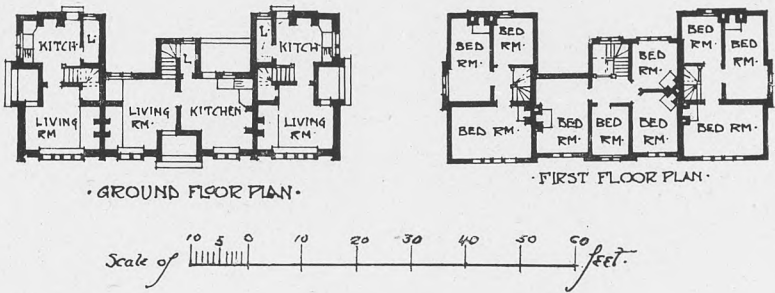 KITCH
L.
L.
L.
KITCH
LIVING
RM.
LIVING
RM.
KITCHEN
LIVING
RM.
· GROUND FLOOR PLAN ·
BED
RM.
BED
RM.
BED
RM.
BED
RM.
BED
RM.
BED RM.
BED
RM.
BED
RM.
BED
RM.
BED RM.
· FIRST FLOOR PLAN ·
Scale of 10 5 0 10 20 30 40 50 60 feet.